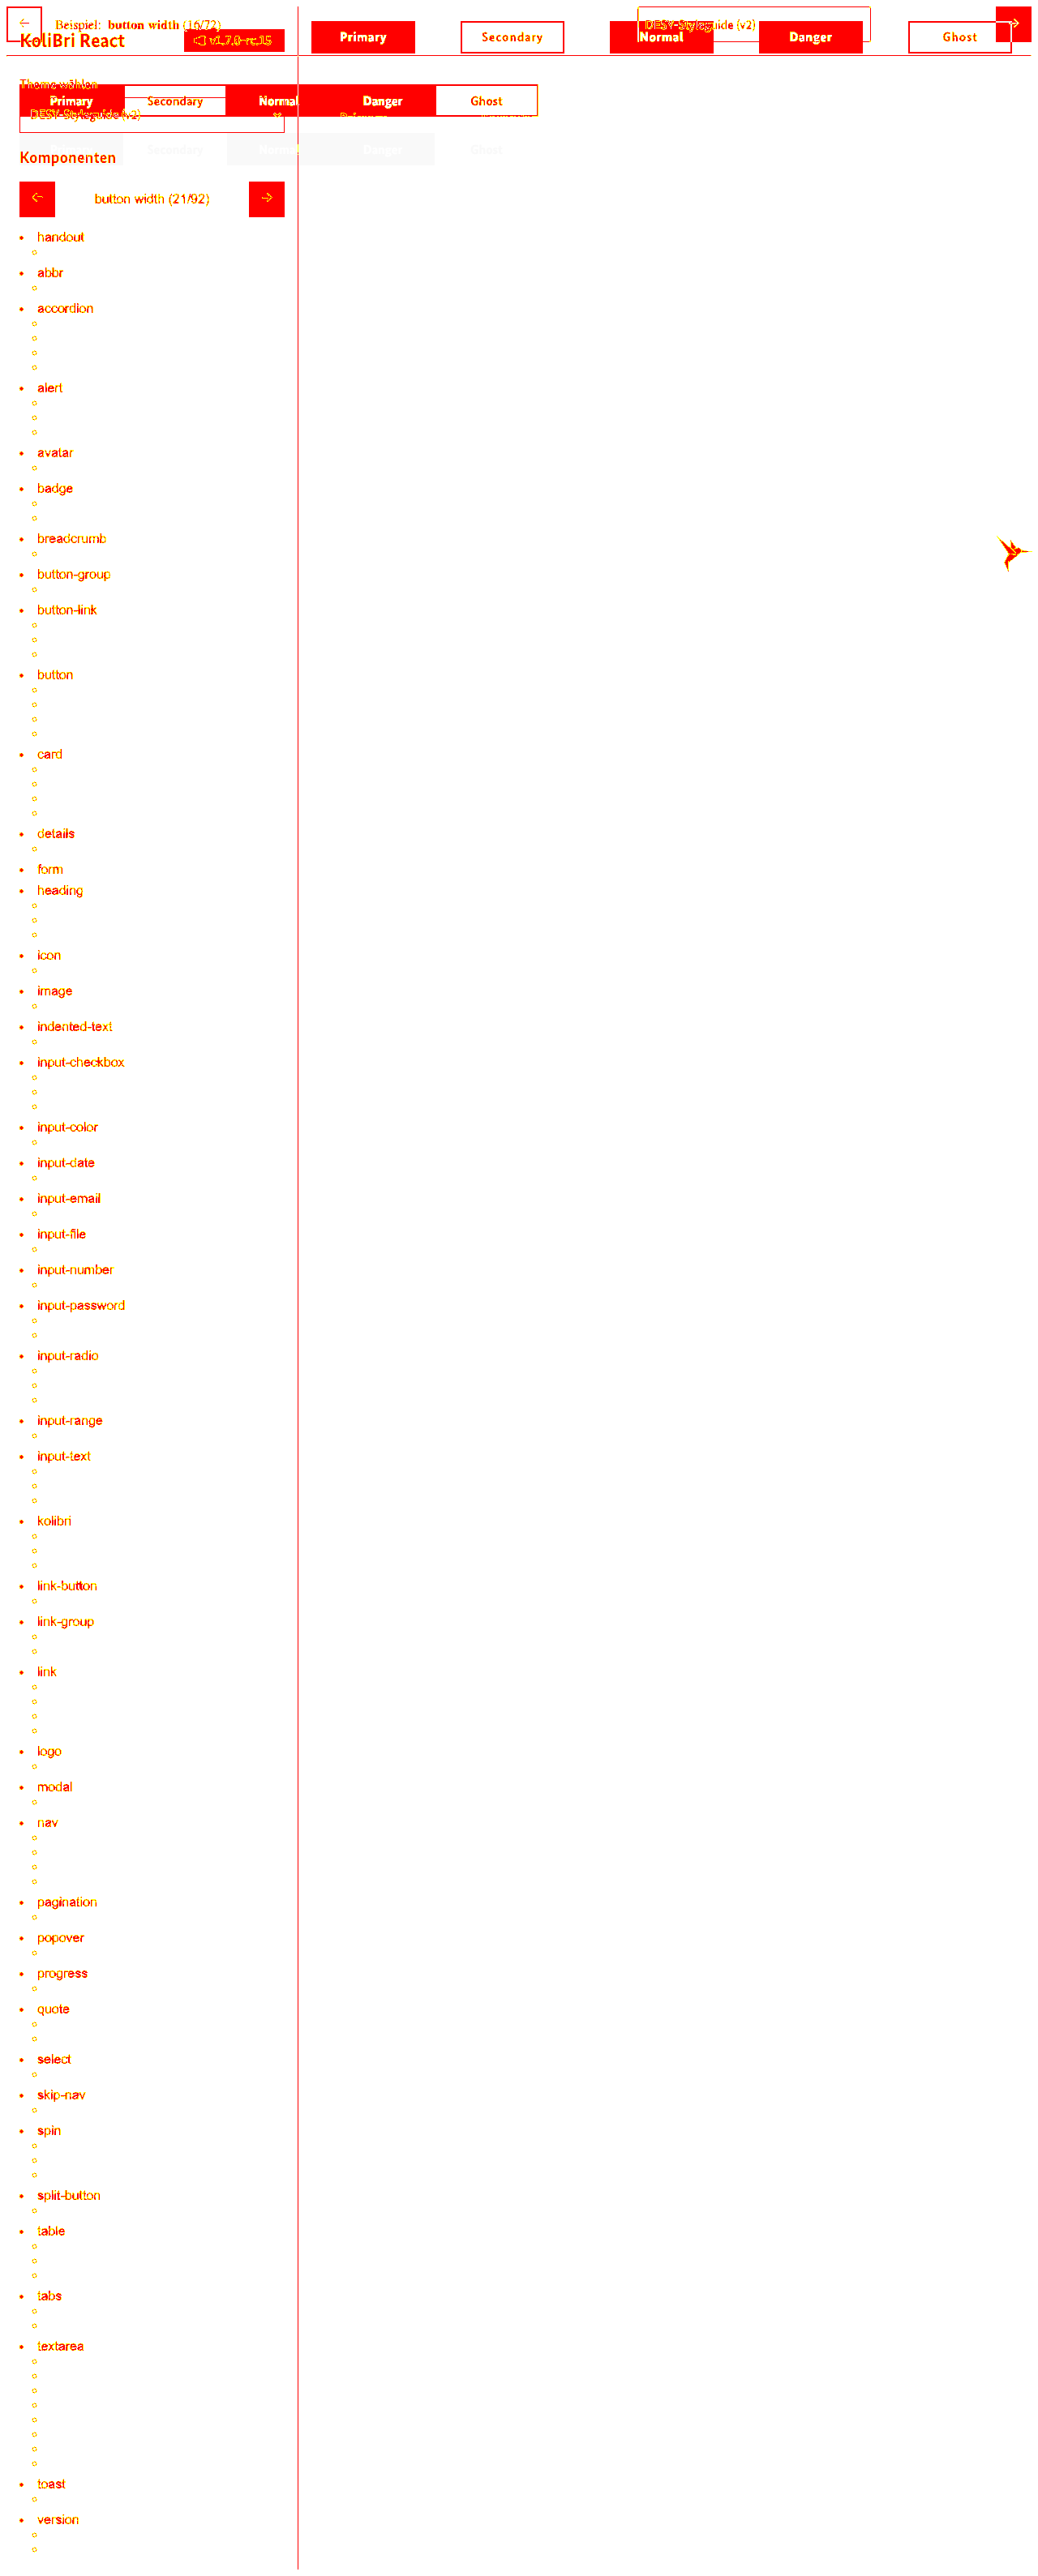 Beispiel: button width (16/72)
DESY-Styleguide (v2)
KoliBri React
v1.7.0-rc.15
Primary
Secondary
Normal
Danger
Ghost
Theme wählen
Primary
Secondary
Normal
Danger
Ghost
DESY-Styleguide (v2)
Secondary
Normal
Danger
Ghost
Komponenten
button width (21/92)
handout
abbr
accordion
alert
avatar
badge
breadcrumb
button-group
button-link
button
card
details
form
heading
icon
image
indented-text
input-checkbox
input-color
input-date
input-email
input-file
input-number
input-password
input-radio
input-range
input-text
kolibri
link-button
link-group
link
logo
modal
nav
pagination
popover
progress
quote
select
skip-nav
spin
split-button
table
tabs
textarea
toast
version